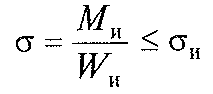 σ = Mи / Wи ≤ σи